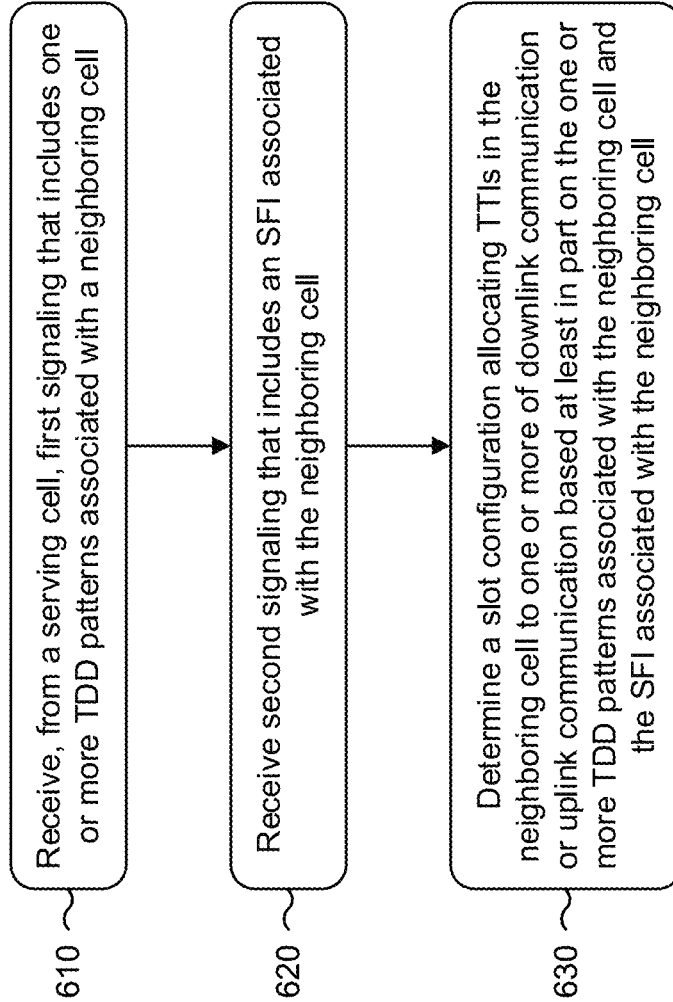 610
Receive, from a serving cell, first signaling that includes one
or more TDD patterns associated with a neighboring cell
620
Receive second signaling that includes an SFI associated
with the neighboring cell
630
Determine a slot configuration allocating TTIs in the
neighboring cell to one or more of downlink communication
or uplink communication based at least in part on the one or
more TDD patterns associated with the neighboring cell and
the SFI associated with the neighboring cell